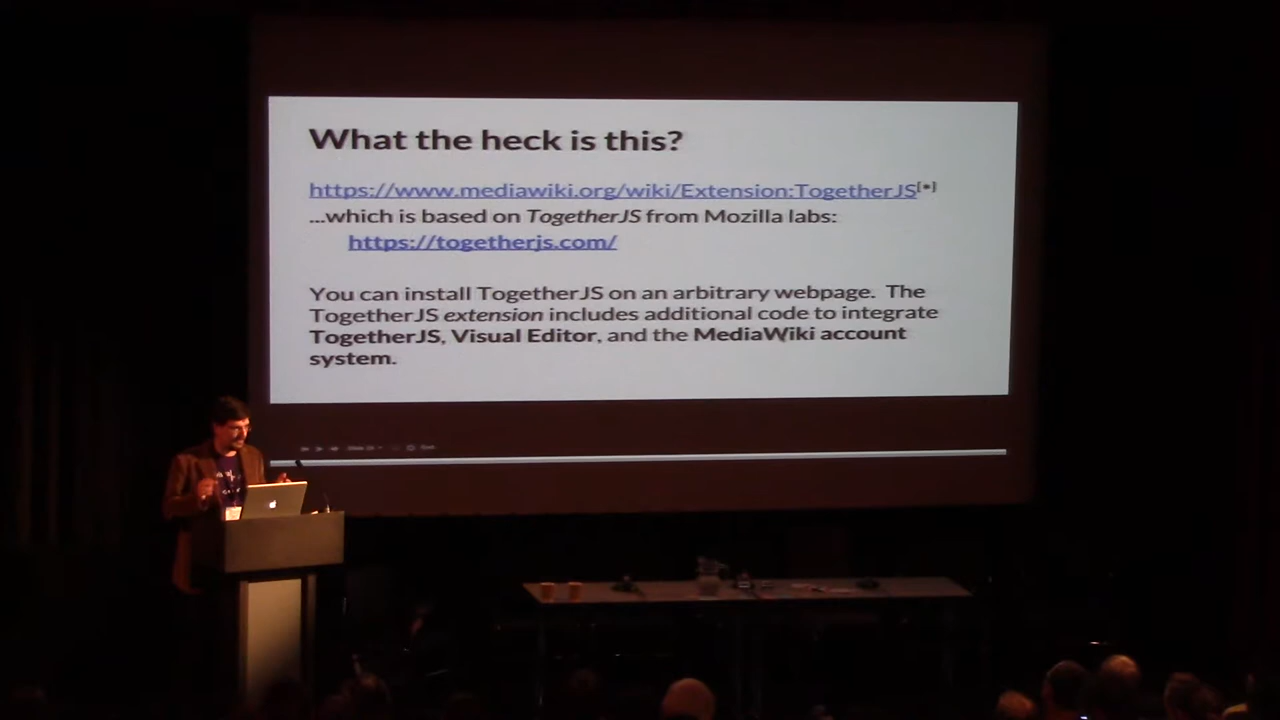 What the heck is this?
https://www.mediawiki.org/wiki/Extension:TogetherJS[*]
...which is based on TogetherJS from Mozilla labs:
https://togetherjs.com/
You can install TogetherJS on an arbitrary webpage. The
TogetherJS extension includes additional code to integrate
TogetherJS, Visual Editor, and the MediaWiki account
system.